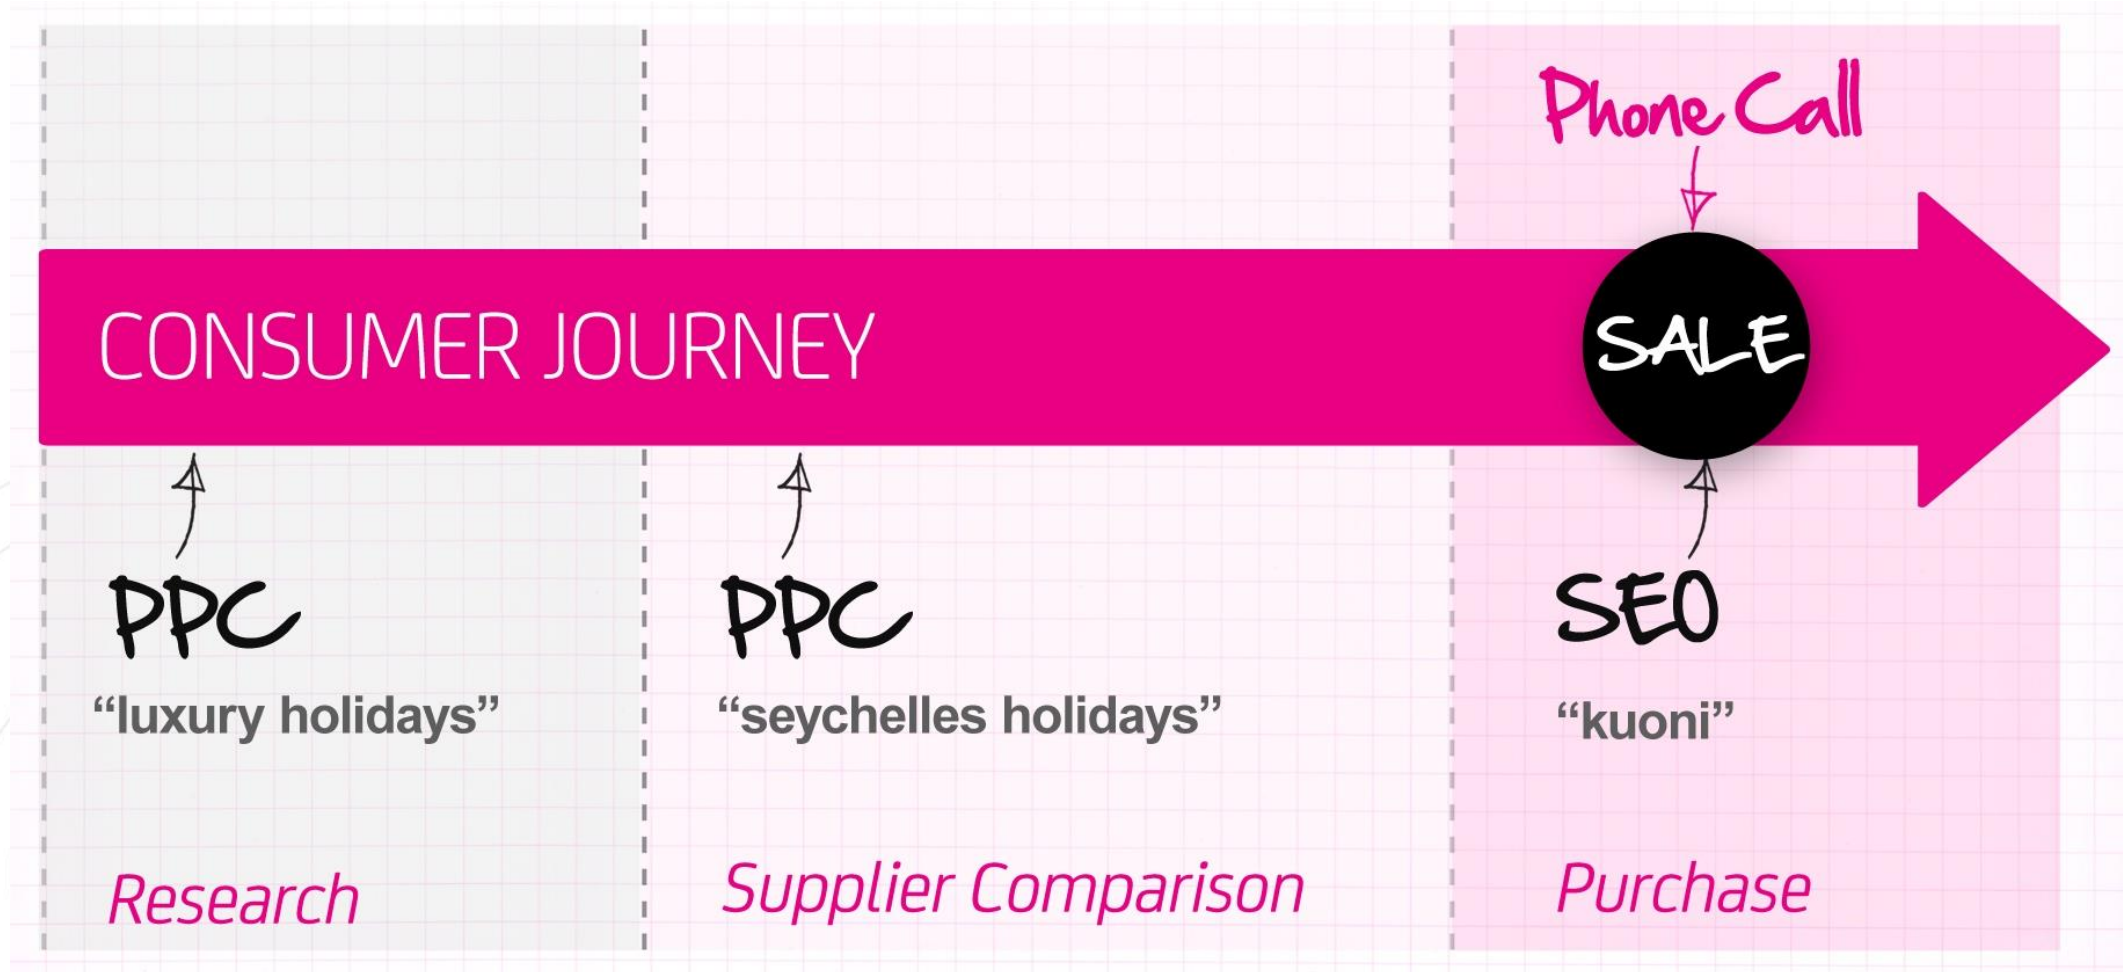 Phone Call
CONSUMER JOURNEY
SALE
PPC
PPC
SEO
“luxury holidays”
“seychelles holidays”
“kuoni”
Research
Supplier Comparison
Purchase